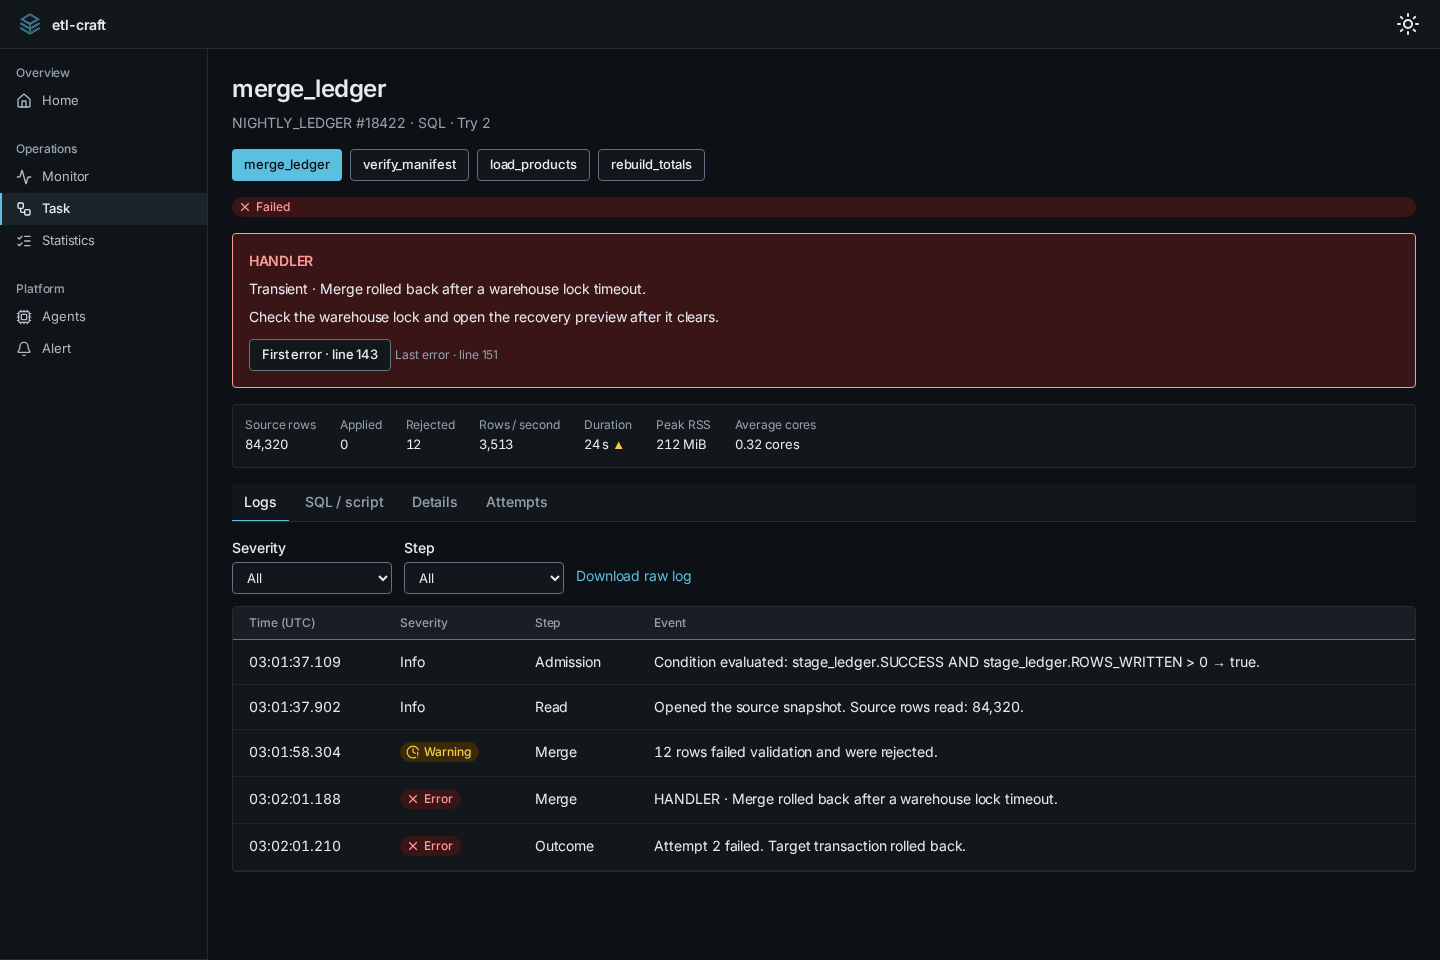 etl-craft
Overview
Home
Operations
Monitor
Task
Statistics
Platform
Agents
Alert
merge_ledger
NIGHTLY_LEDGER #18422 · SQL · Try 2
merge_ledger verify_manifest load_products rebuild_totals
Failed
HANDLER
Transient · Merge rolled back after a warehouse lock timeout.
Check the warehouse lock and open the recovery preview after it clears.
First error · line 143 Last error · line 151
Source rows Applied Rejected Rows / second Duration Peak RSS Average cores
84,320 0 12 3,513 24 s ▲ 212 MiB 0.32 cores
Logs SQL / script Details Attempts
Severity Step
All All Download raw log
Time (UTC) Severity Step Event
03:01:37.109 Info Admission Condition evaluated: stage_ledger.SUCCESS AND stage_ledger.ROWS_WRITTEN > 0 → true.
03:01:37.902 Info Read Opened the source snapshot. Source rows read: 84,320.
03:01:58.304 Warning Merge 12 rows failed validation and were rejected.
03:02:01.188 Error Merge HANDLER · Merge rolled back after a warehouse lock timeout.
03:02:01.210 Error Outcome Attempt 2 failed. Target transaction rolled back.